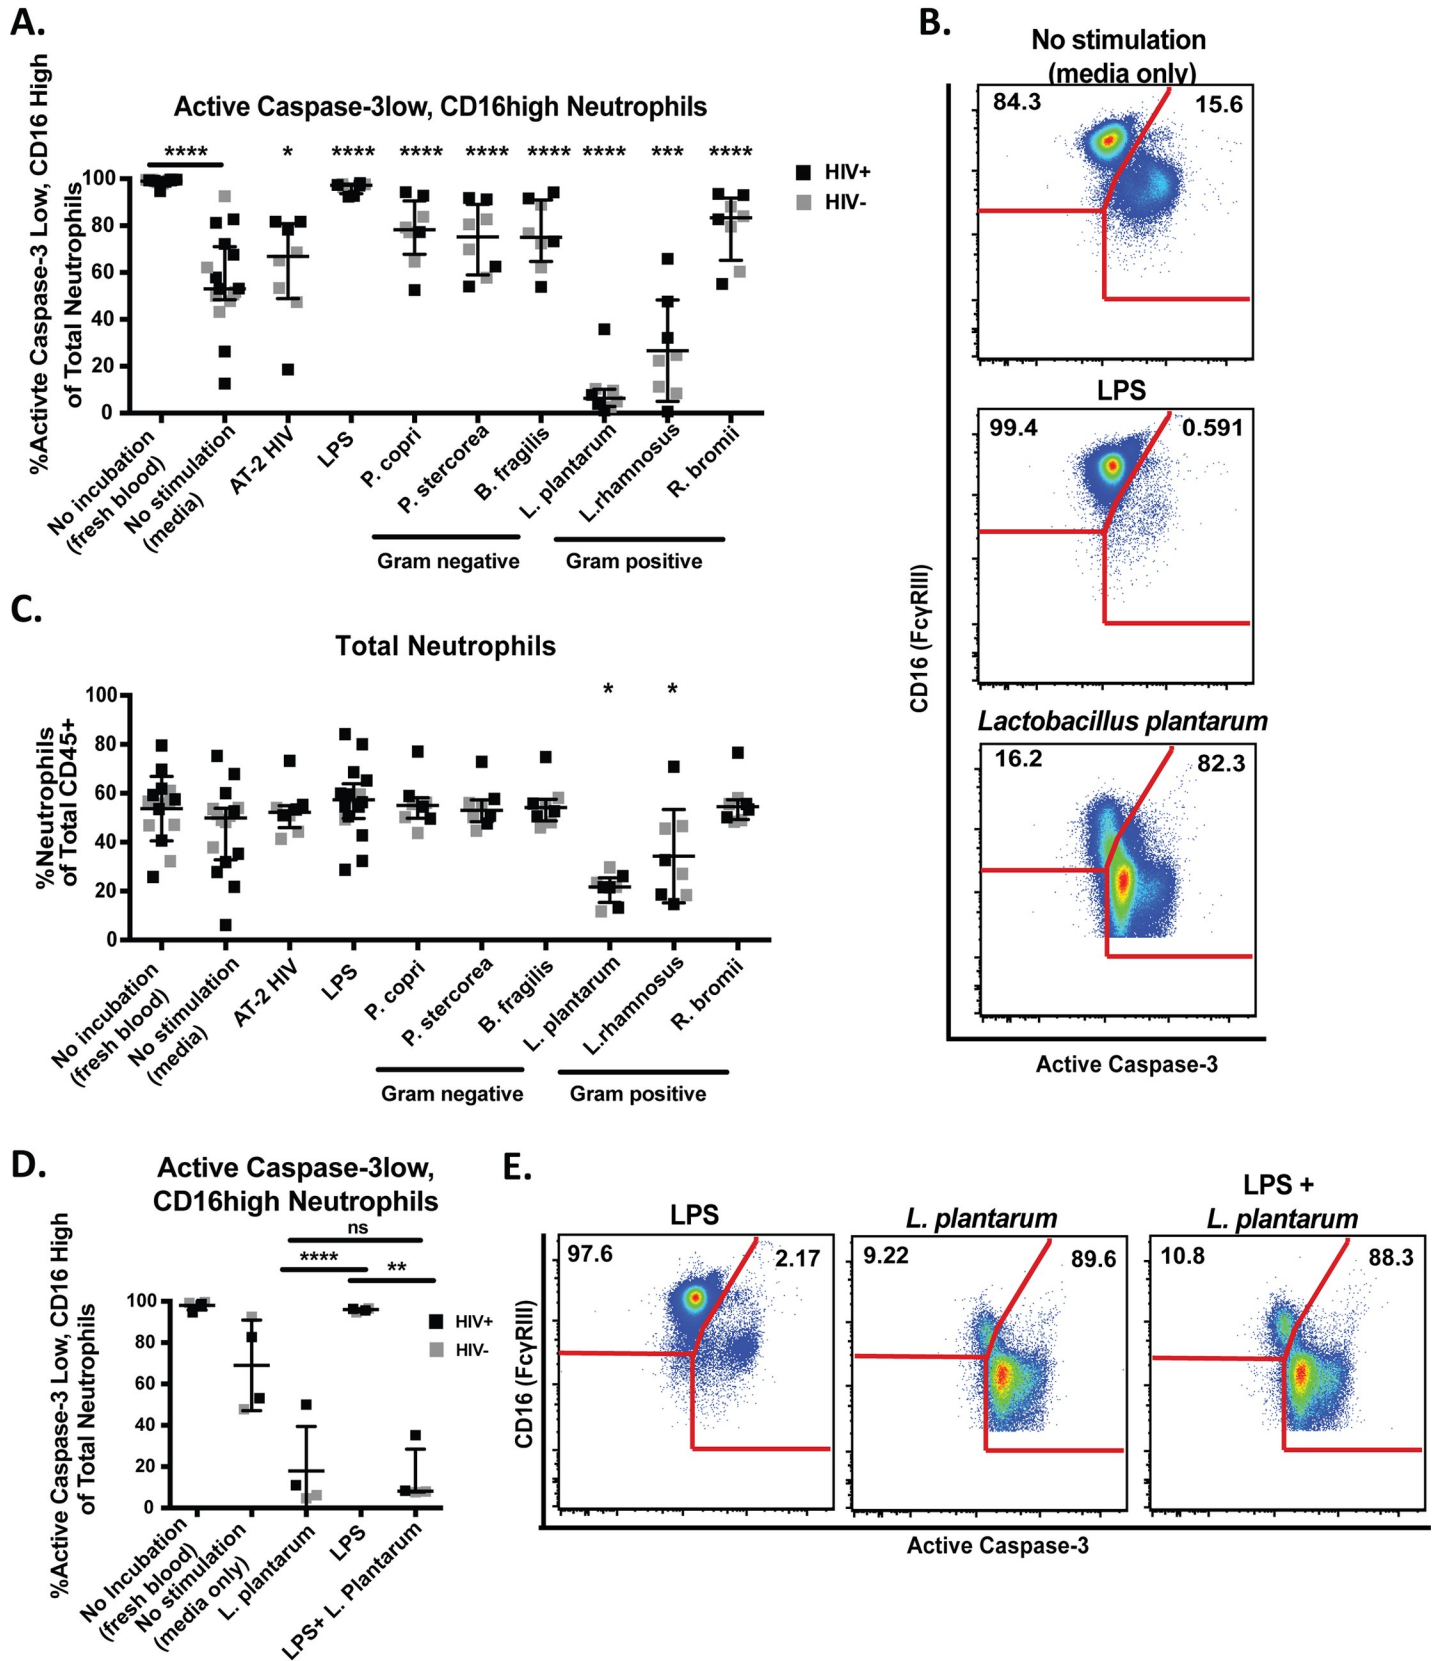 A.
Active Caspase-3low, CD16high Neutrophils
%Activte Caspase-3 Low, CD16 High
of Total Neutrophils
**** * **** **** **** **** **** *** ****
HIV+
HIV-
100
80
60
40
20
0
No incubation
(fresh blood)
No stimulation
(media)
AT-2 HIV
LPS
P. copri
P. stercorea
B. fragilis
L. plantarum
L.rhamnosus
R. bromii
Gram negative
Gram positive
B.
No stimulation
(media only)
84.3
15.6
LPS
99.4
0.591
Lactobacillus plantarum
16.2
82.3
CD16 (FcγRIII)
Active Caspase-3
C.
Total Neutrophils
%Neutrophils
of Total CD45+
* *
100
80
60
40
20
0
No incubation
(fresh blood)
No stimulation
(media)
AT-2 HIV
LPS
P. copri
P. stercorea
B. fragilis
L. plantarum
L.rhamnosus
R. bromii
Gram negative
Gram positive
D.
Active Caspase-3low,
CD16high Neutrophils
%Active Caspase-3 Low, CD16 High
of Total Neutrophils
ns
****
**
HIV+
HIV-
100
80
60
40
20
0
No Incubation
(fresh blood)
No stimulation
(media only)
L. plantarum
LPS
LPS+ L. Plantarum
E.
LPS
97.6
2.17
L. plantarum
9.22
89.6
LPS +
L. plantarum
10.8
88.3
CD16 (FcγRIII)
Active Caspase-3